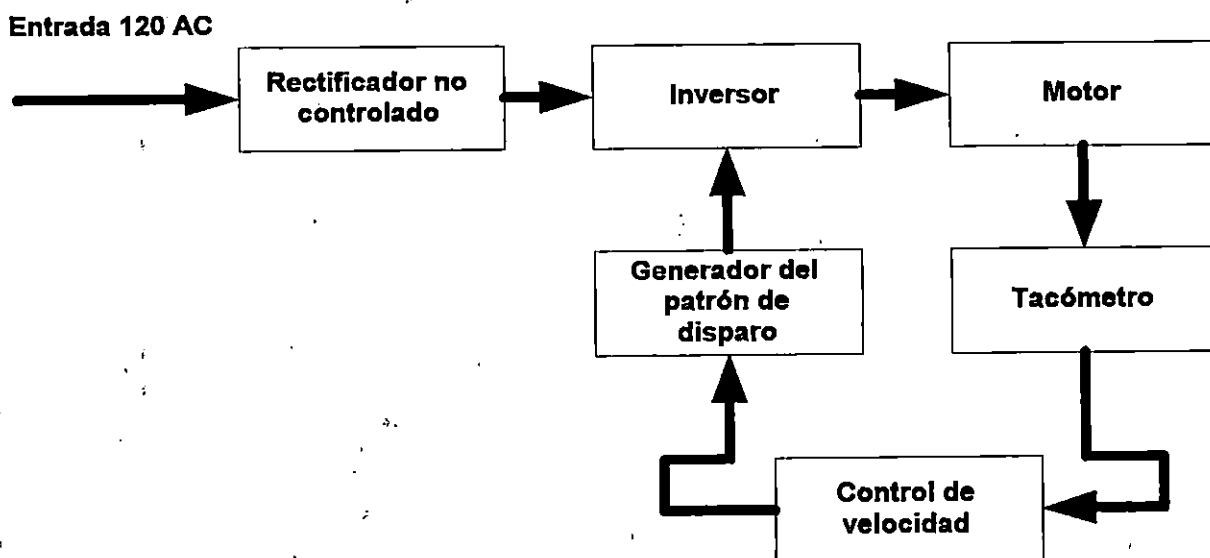 Entrada 120 AC
Rectificador no
controlado
Inversor
Motor
Generador del
patrón de
disparo
Tacómetro
Control de
velocidad